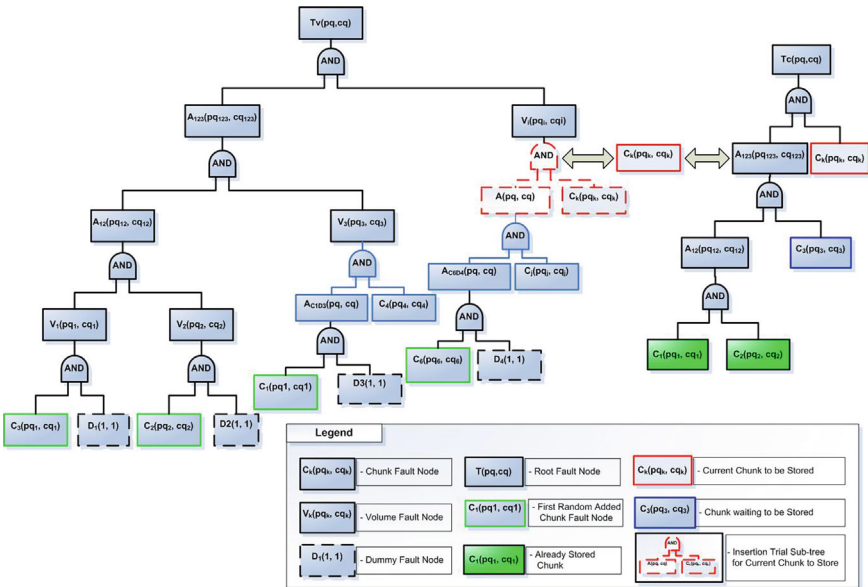 Tv(pq,cq)
AND
Tc(pq,cq)
AND
A123(pq123, cq123)
Vi(pqi, cqi)
AND
AND
Ck(pqk, cqk)
A123(pq123, cq123)
Ck(pqk, cqk)
A(pq, cq)
Ck(pqk, cqk)
AND
A12(pq12, cq12)
V3(pq3, cq3)
AND
A12(pq12, cq12)
C3(pq3, cq3)
AND
AND
AC6D4(pq, cq)
Cj(pqj, cqj)
AND
V1(pq1, cq1)
V2(pq2, cq2)
AC1D3(pq, cq)
C4(pq4, cq4)
AND
AND
AND
AND
C1(pq1, cq1)
D3(1, 1)
C6(pq6, cq6)
D4(1, 1)
C1(pq1, cq1)
C2(pq2, cq2)
C3(pq1, cq1)
D1(1, 1)
C2(pq2, cq2)
D2(1, 1)
Legend
Ck(pqk, cqk)
- Chunk Fault Node
T(pq,cq)
- Root Fault Node
Ck(pqk, cqk)
- Current Chunk to be Stored
Vk(pqk, cqk)
- Volume Fault Node
C1(pq1, cq1)
- First Random Added
Chunk Fault Node
C3(pq3, cq3)
- Chunk waiting to be Stored
D1(1, 1)
- Dummy Fault Node
C1(pq1, cq1)
- Already Stored
Chunk
AND
A(pq, cq)
- Insertion Trial Sub-tree
for Current Chunk to Store